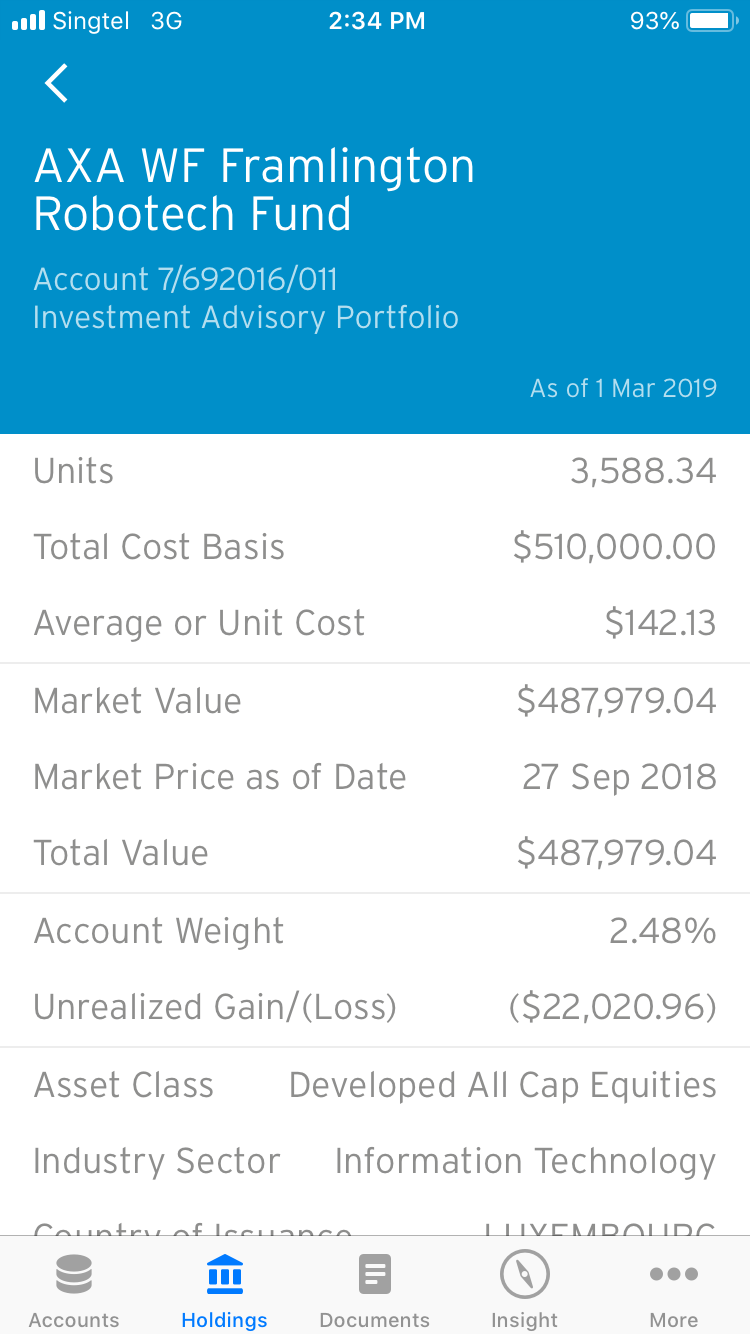 Singtel 3G 2:34 PM 93%
AXA WF Framlington
Robotech Fund
Account 7/692016/011
Investment Advisory Portfolio
As of 1 Mar 2019
Units 3,588.34
Total Cost Basis $510,000.00
Average or Unit Cost $142.13
Market Value $487,979.04
Market Price as of Date 27 Sep 2018
Total Value $487,979.04
Account Weight 2.48%
Unrealized Gain/(Loss) ($22,020.96)
Asset Class Developed All Cap Equities
Industry Sector Information Technology
Country of Issuance LUXEMBOURG
Accounts Holdings Documents Insight More